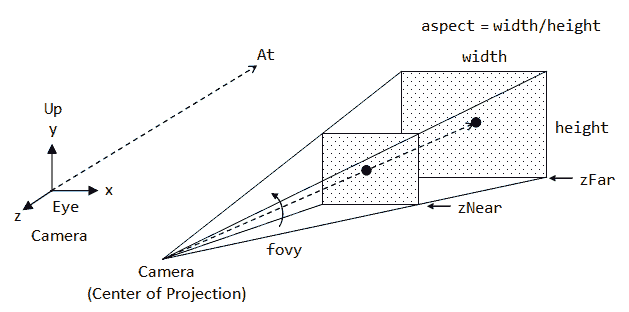 aspect = width/height
At
width
Up
y
height
x
zFar
z
Eye
zNear
Camera
fovy
Camera
(Center of Projection)